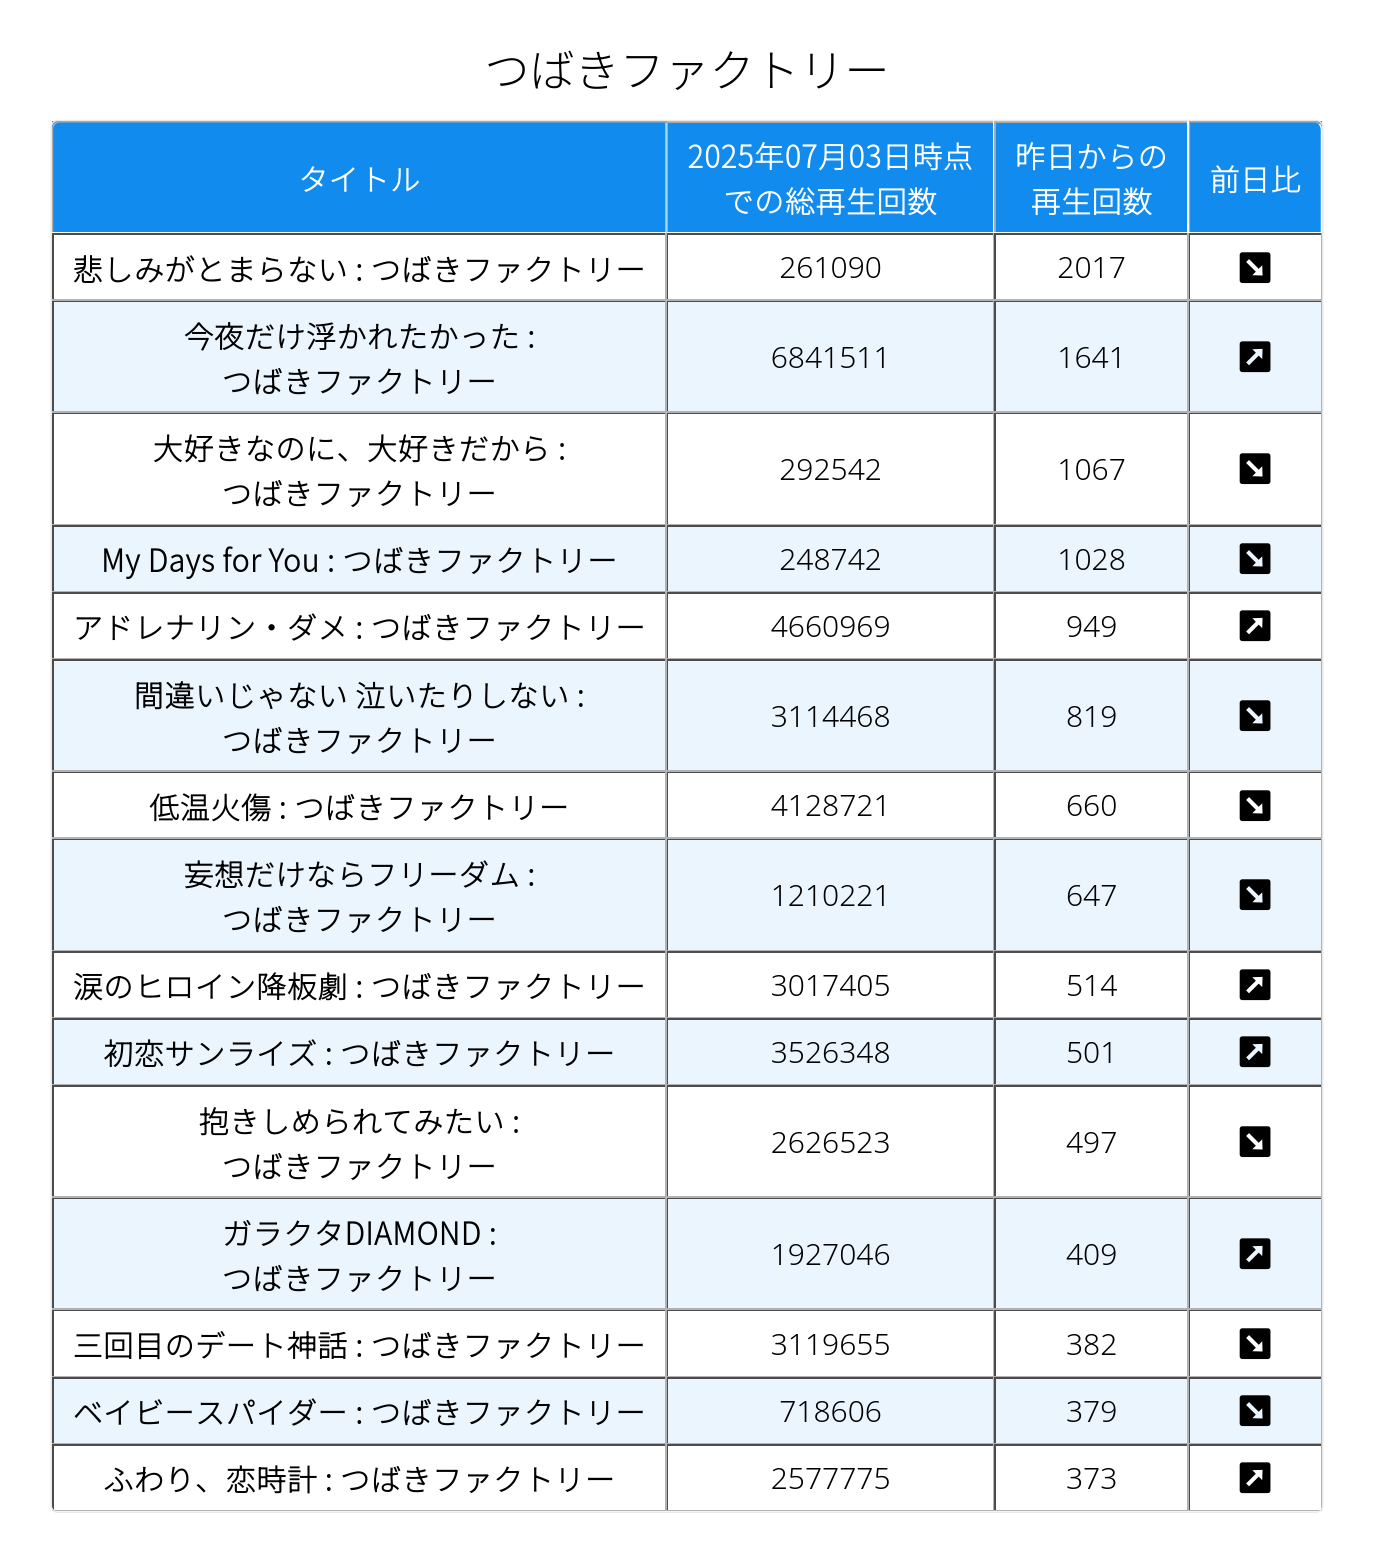 つばきファクトリー
タイトル
2025年07月03日時点
での総再生回数
昨日からの
再生回数
前日比
悲しみがとまらない : つばきファクトリー
261090
2017
今夜だけ浮かれたかった :
つばきファクトリー
6841511
1641
大好きなのに、大好きだから :
つばきファクトリー
292542
1067
My Days for You : つばきファクトリー
248742
1028
アドレナリン・ダメ : つばきファクトリー
4660969
949
間違いじゃない 泣いたりしない :
つばきファクトリー
3114468
819
低温火傷 : つばきファクトリー
4128721
660
妄想だけならフリーダム :
つばきファクトリー
1210221
647
涙のヒロイン降板劇 : つばきファクトリー
3017405
514
初恋サンライズ : つばきファクトリー
3526348
501
抱きしめられてみたい :
つばきファクトリー
2626523
497
ガラクタDIAMOND :
つばきファクトリー
1927046
409
三回目のデート神話 : つばきファクトリー
3119655
382
ベイビースパイダー : つばきファクトリー
718606
379
ふわり、恋時計 : つばきファクトリー
2577775
373